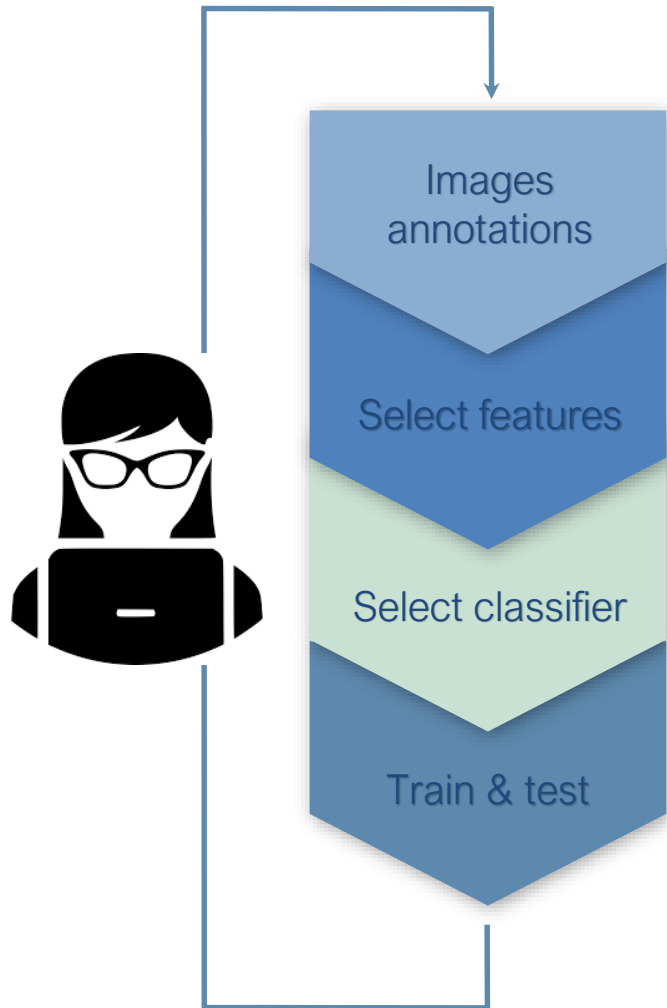 Images
annotations
Select features
Select classifier
Train & test